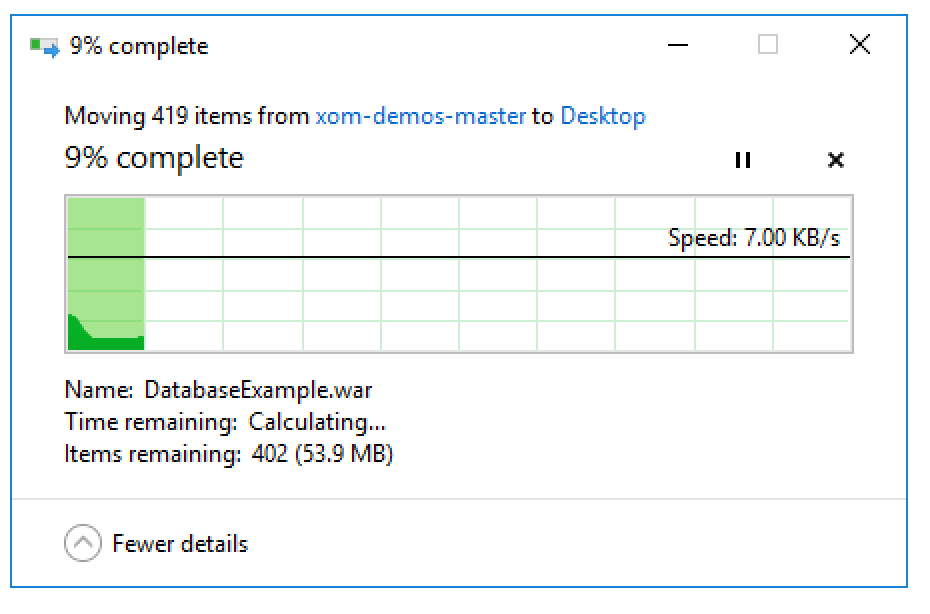 9% complete
Moving 419 items from xom-demos-master to Desktop
9% complete
Speed: 7.00 KB/s
Name: DatabaseExample.war
Time remaining: Calculating...
Items remaining: 402 (53.9 MB)
Fewer details